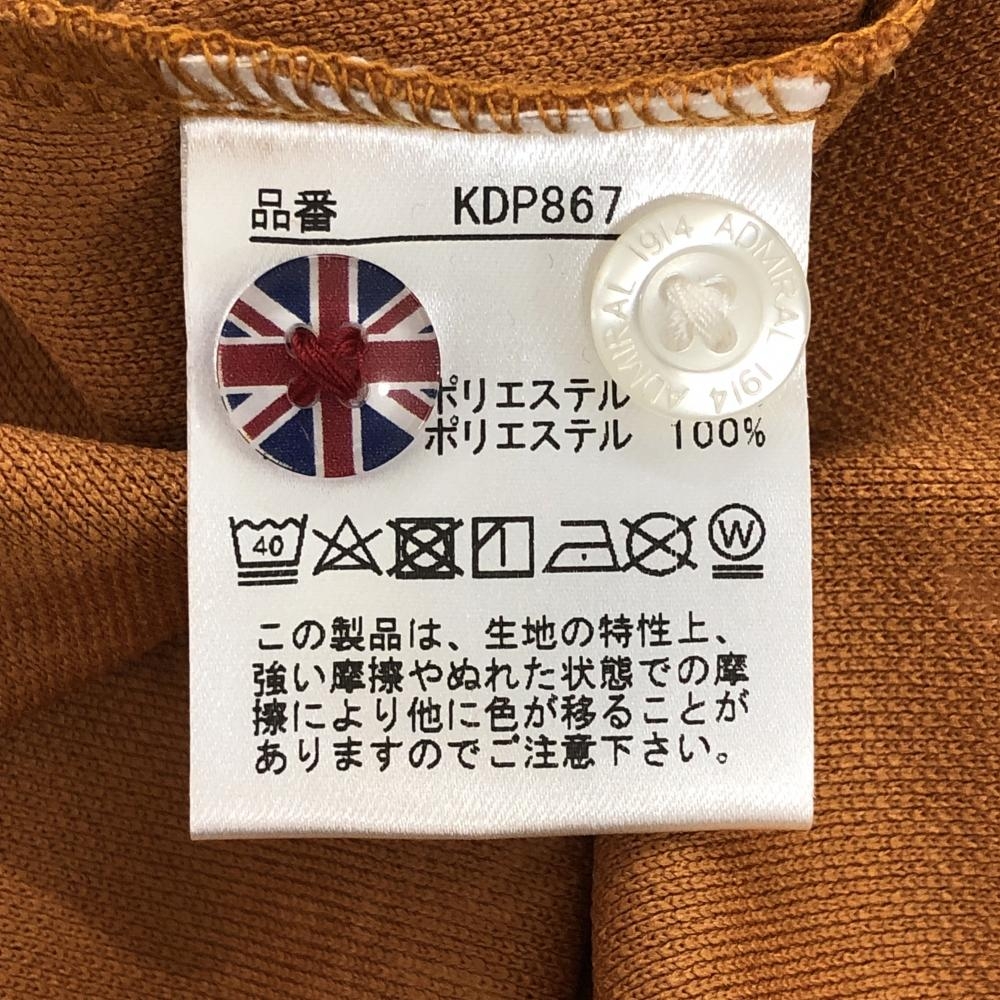 品番 KDP867
1914 ADMIRAL 1914 ADMIRAL
ポリエステル
ポリエステル 100%
40
W
この製品は、生地の特性上、
強い摩擦やぬれた状態での摩
擦により他に色が移ることが
ありますのでご注意下さい。